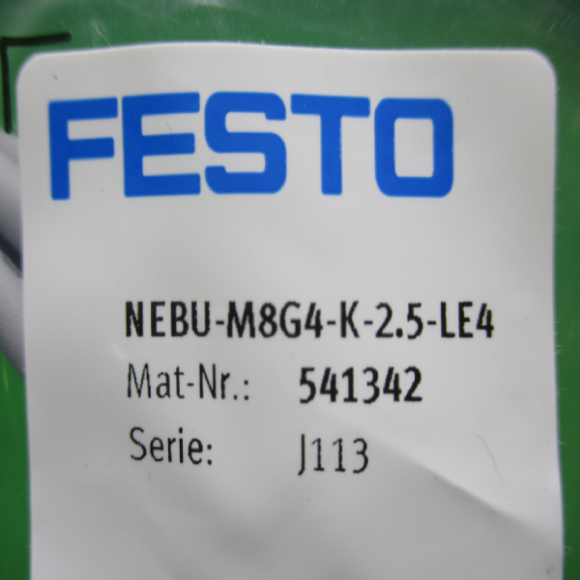 FESTO
NEBU-M8G4-K-2.5-LE4
Mat-Nr.: 541342
Serie: J113